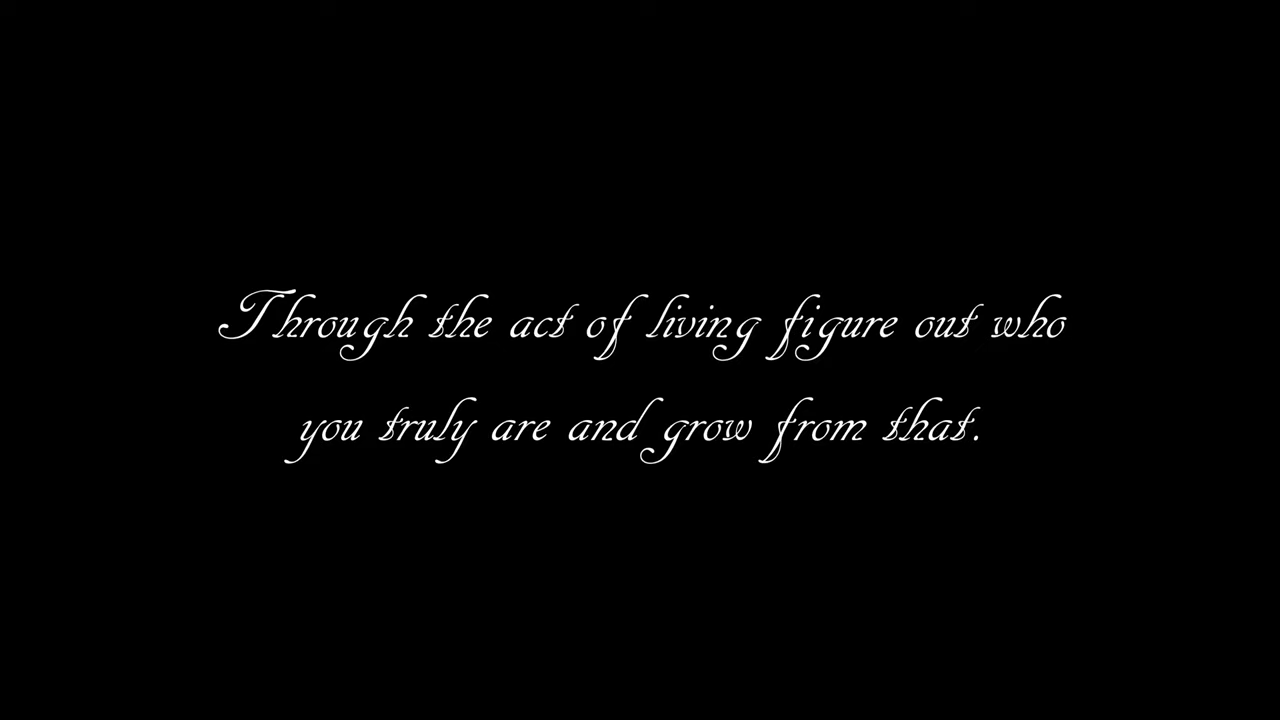 Through the act of living figure out who
you truly are and grow from that.